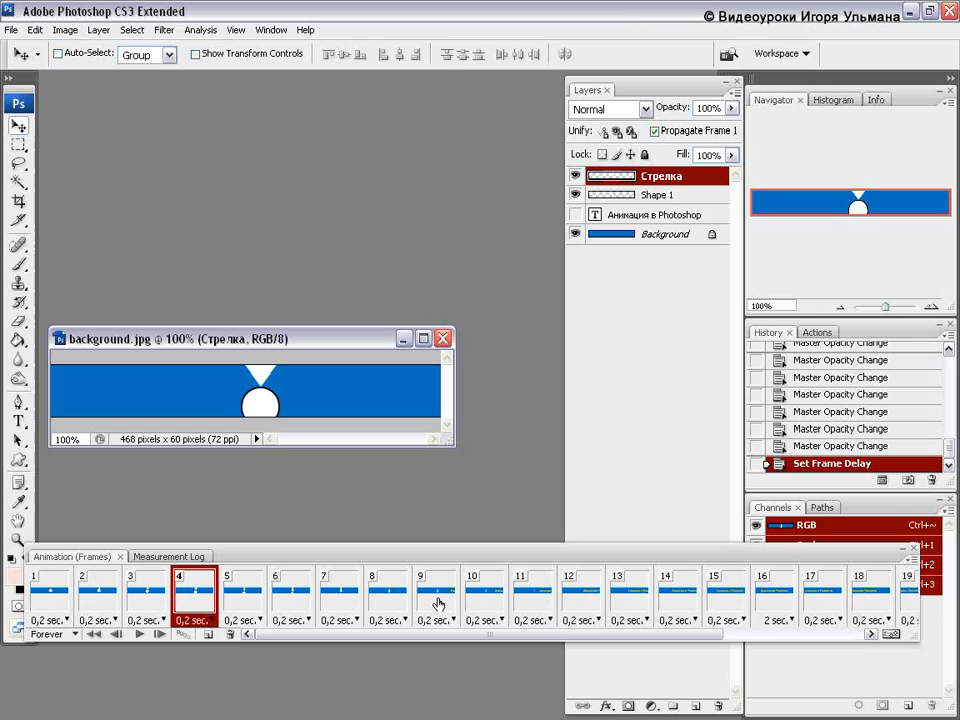 Adobe Photoshop CS3 Extended
© Видеоуроки Игоря Ульмана
File Edit Image Layer Select Filter Analysis View Window Help
Auto-Select: Group Show Transform Controls Workspace
Ps
Layers x
Normal Opacity: 100%
Unify: Propagate Frame 1
Lock: Fill: 100%
Стрелка
Shape 1
T Анимация в Photoshop
Background
Navigator x Histogram Info
100%
History x Actions
Master Opacity Change
Master Opacity Change
Master Opacity Change
Master Opacity Change
Master Opacity Change
Master Opacity Change
Set Frame Delay
Channels x Paths
RGB Ctrl+~
Ctrl+1
background.jpg @ 100% (Стрелка, RGB/8)
100% 468 pixels x 60 pixels (72 ppi)
Animation (Frames) x Measurement Log
1 2 3 4 5 6 7 8 9 10 11 12 13 14 15 16 17 18 19
0,2 sec. 0,2 sec. 0,2 sec. 0,2 sec. 0,2 sec. 0,2 sec. 0,2 sec. 0,2 sec. 0,2 sec. 0,2 sec. 0,2 sec. 0,2 sec. 0,2 sec. 0,2 sec. 0,2 sec. 2 sec. 0,2 sec. 0,2 sec. 0,2
Forever